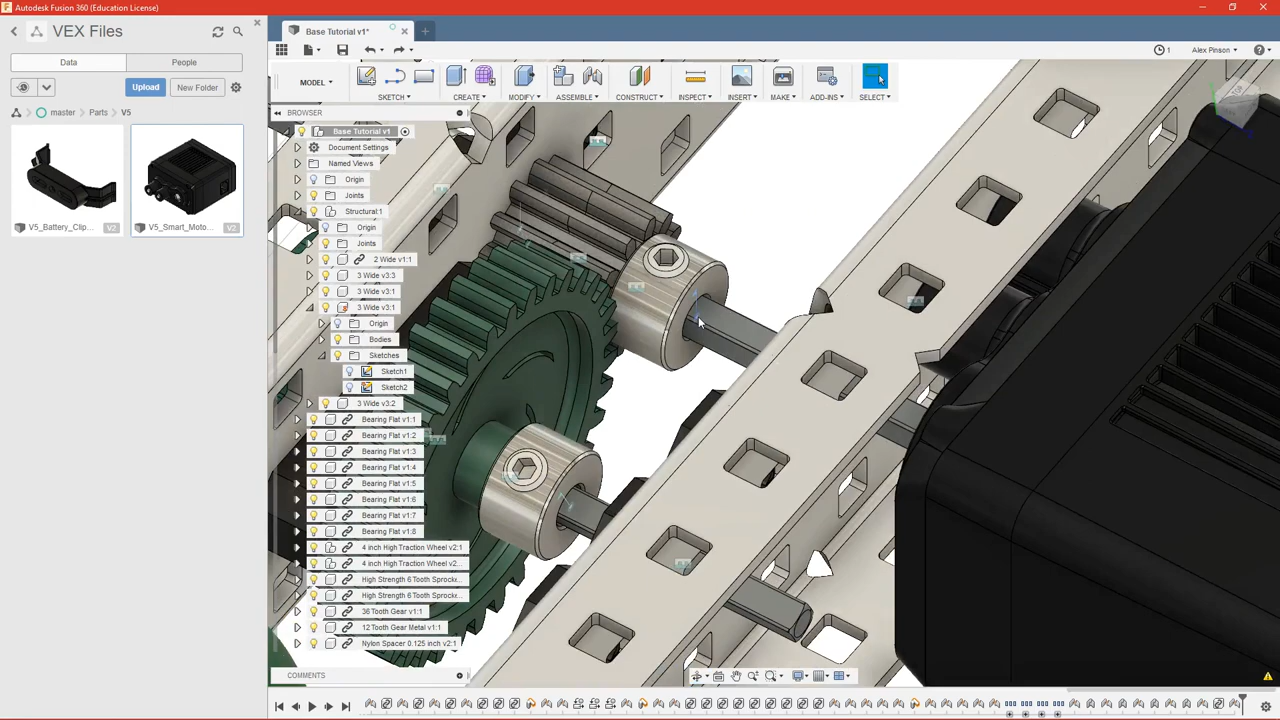 Autodesk Fusion 360 (Education License)
VEX Files
Data
People
Upload
New Folder
master
Parts
V5
V5_Battery_Clip...
V2
V5_Smart_Moto...
V2
Base Tutorial v1*
1
Alex Pinson
MODEL
SKETCH
CREATE
MODIFY
ASSEMBLE
CONSTRUCT
INSPECT
INSERT
MAKE
ADD-INS
SELECT
BROWSER
Base Tutorial v1
Document Settings
Named Views
Origin
Joints
Structural:1
Origin
Joints
2 Wide v1:1
3 Wide v3:3
3 Wide v3:1
3 Wide v3:1
Origin
Bodies
Sketches
Sketch1
Sketch2
3 Wide v3:2
Bearing Flat v1:1
Bearing Flat v1:2
Bearing Flat v1:3
Bearing Flat v1:4
Bearing Flat v1:5
Bearing Flat v1:6
Bearing Flat v1:7
Bearing Flat v1:8
4 inch High Traction Wheel v2:1
4 inch High Traction Wheel v2...
High Strength 6 Tooth Sprocke...
High Strength 6 Tooth Sprocke...
36 Tooth Gear v1:1
12 Tooth Gear Metal v1:1
Nylon Spacer 0.125 inch v2:1
COMMENTS